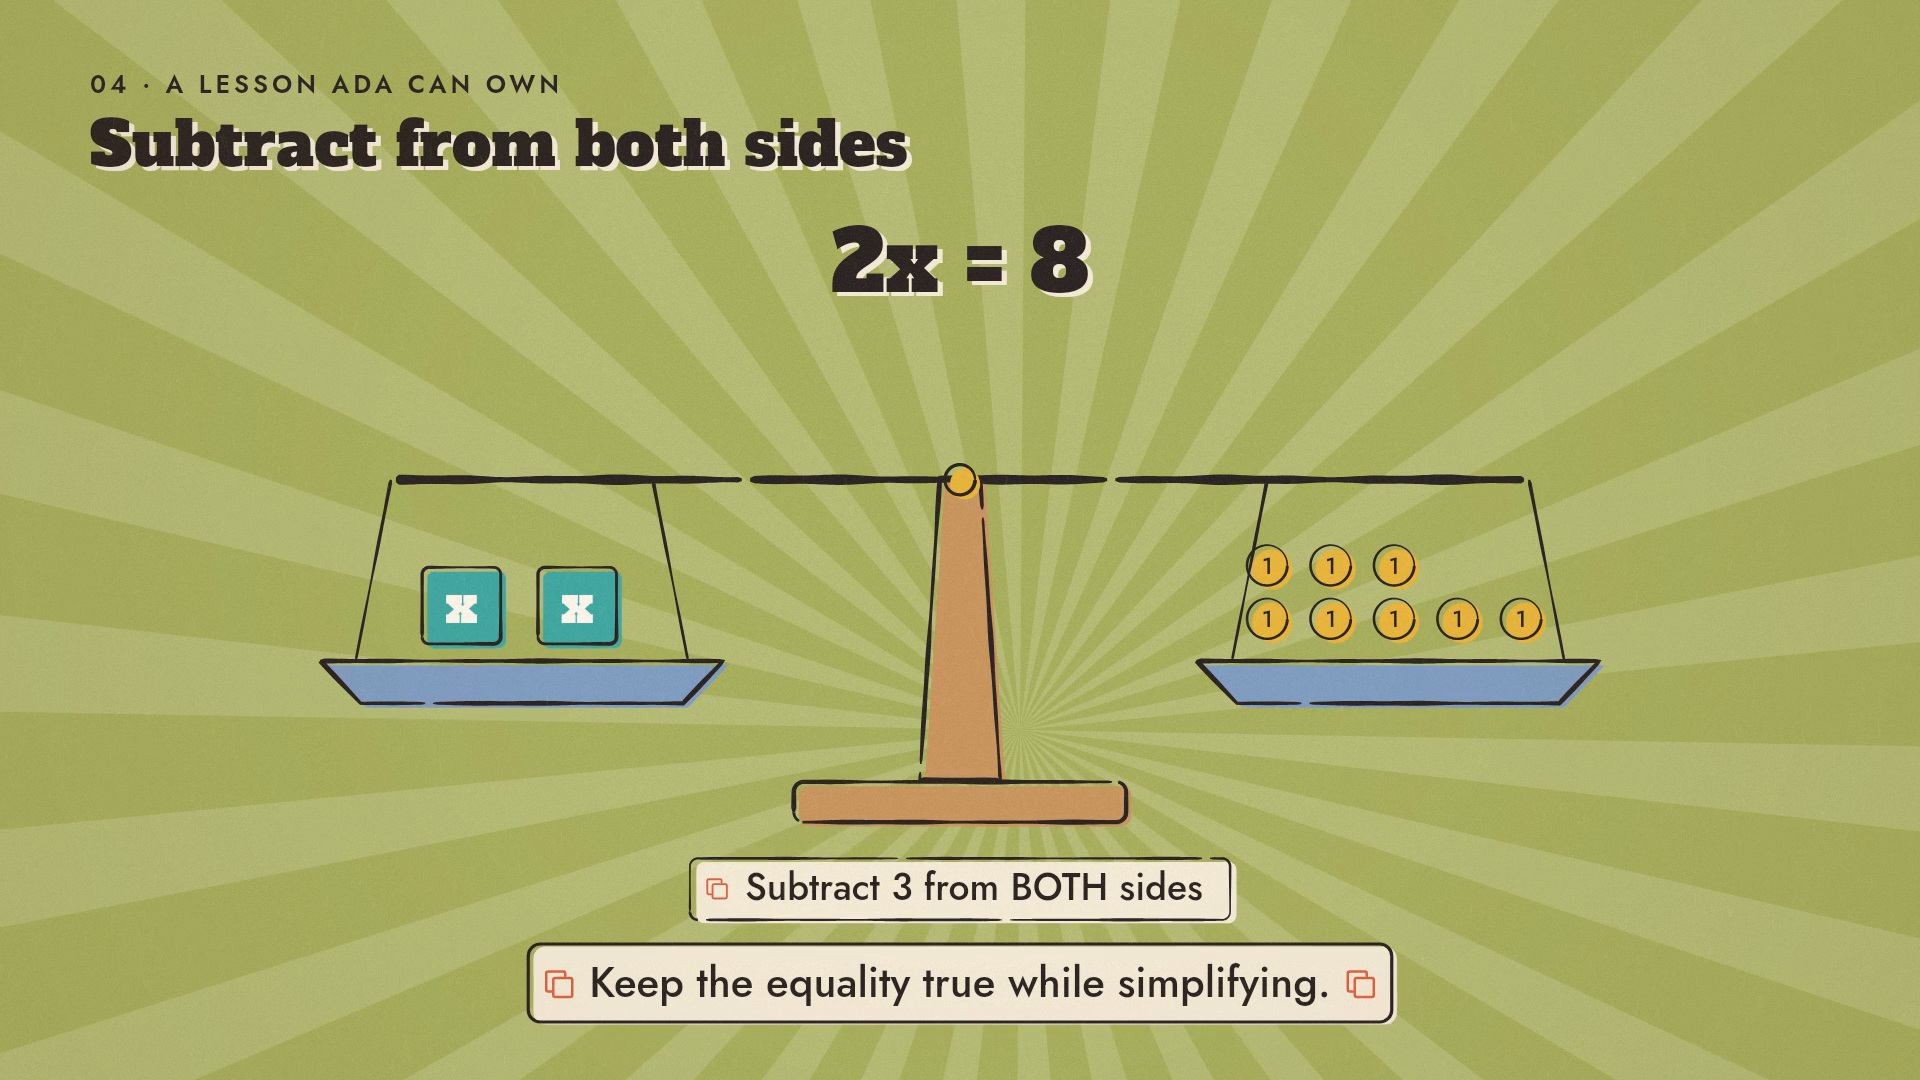 04 · A LESSON ADA CAN OWN
Subtract from both sides
2x = 8
x x
1 1 1
1 1 1 1 1
Subtract 3 from BOTH sides
Keep the equality true while simplifying.